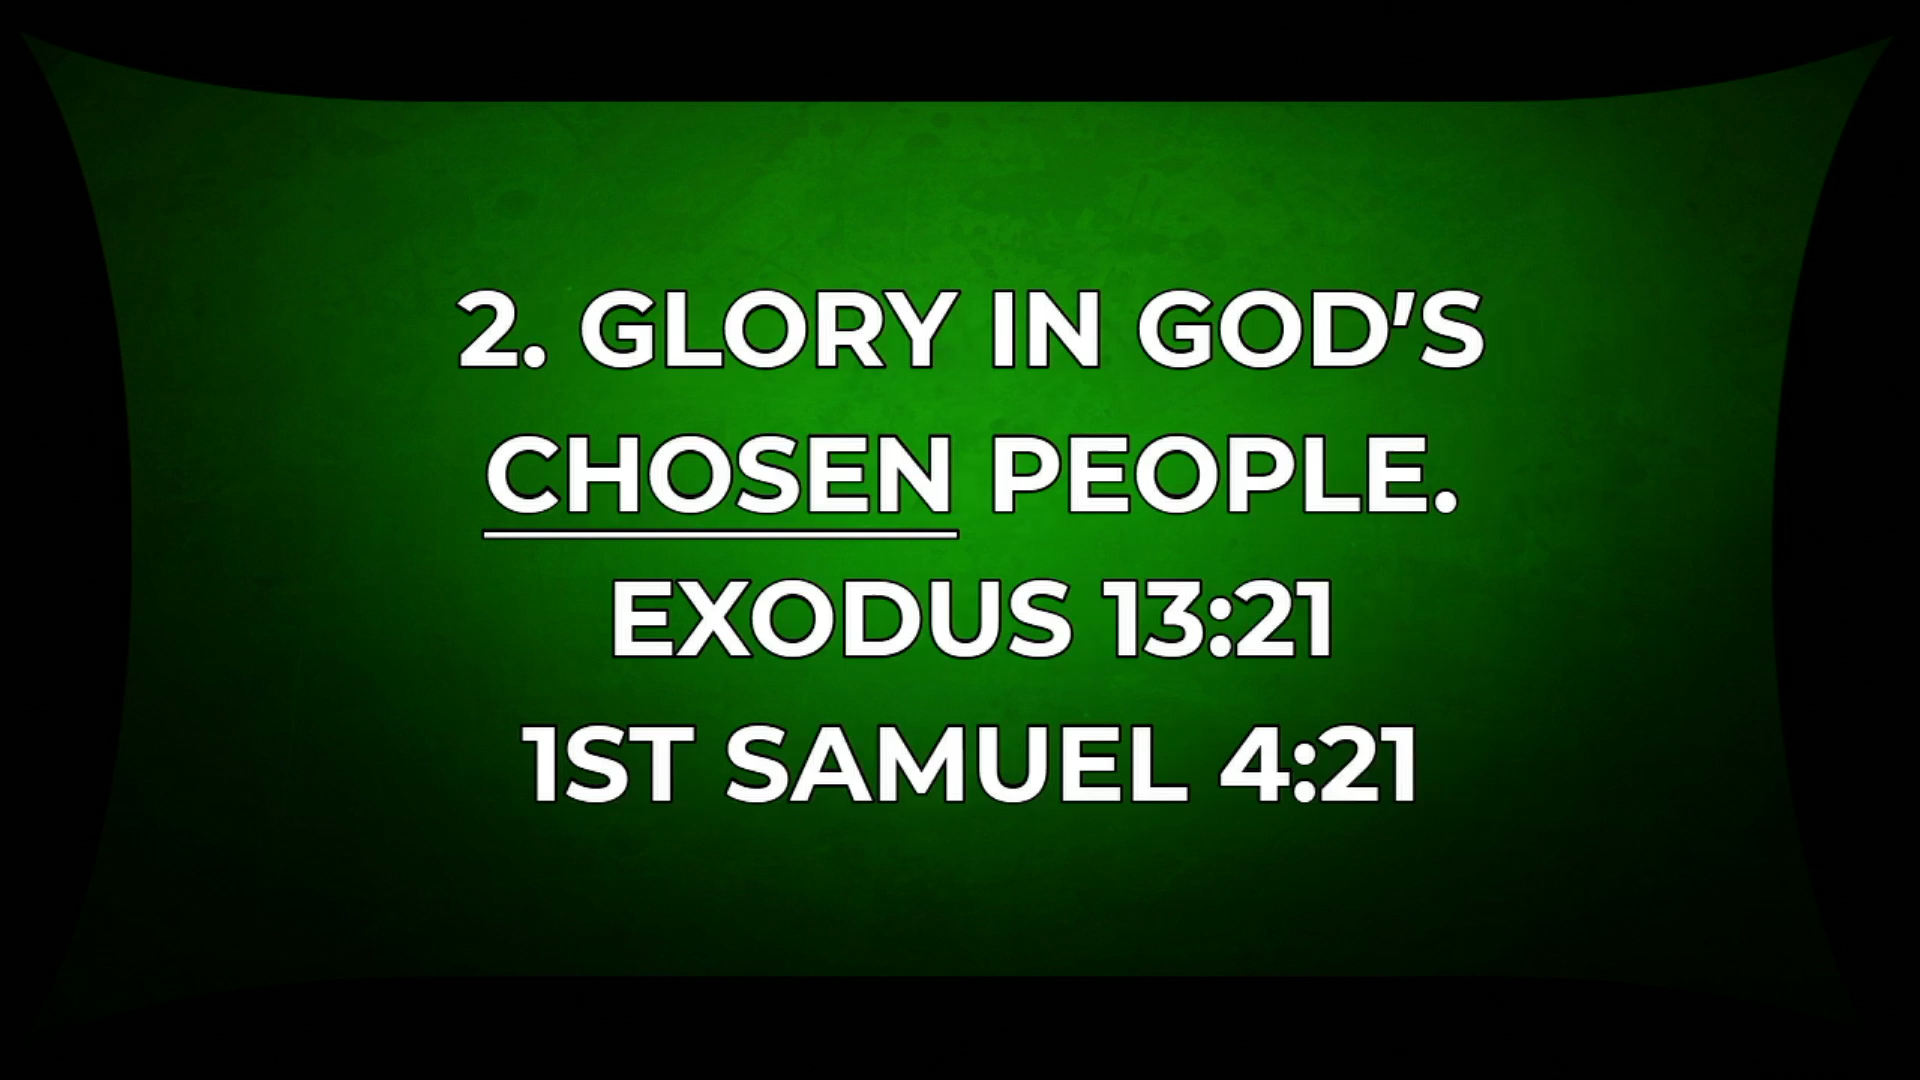 2. GLORY IN GOD'S
CHOSEN PEOPLE.
EXODUS 13:21
1ST SAMUEL 4:21